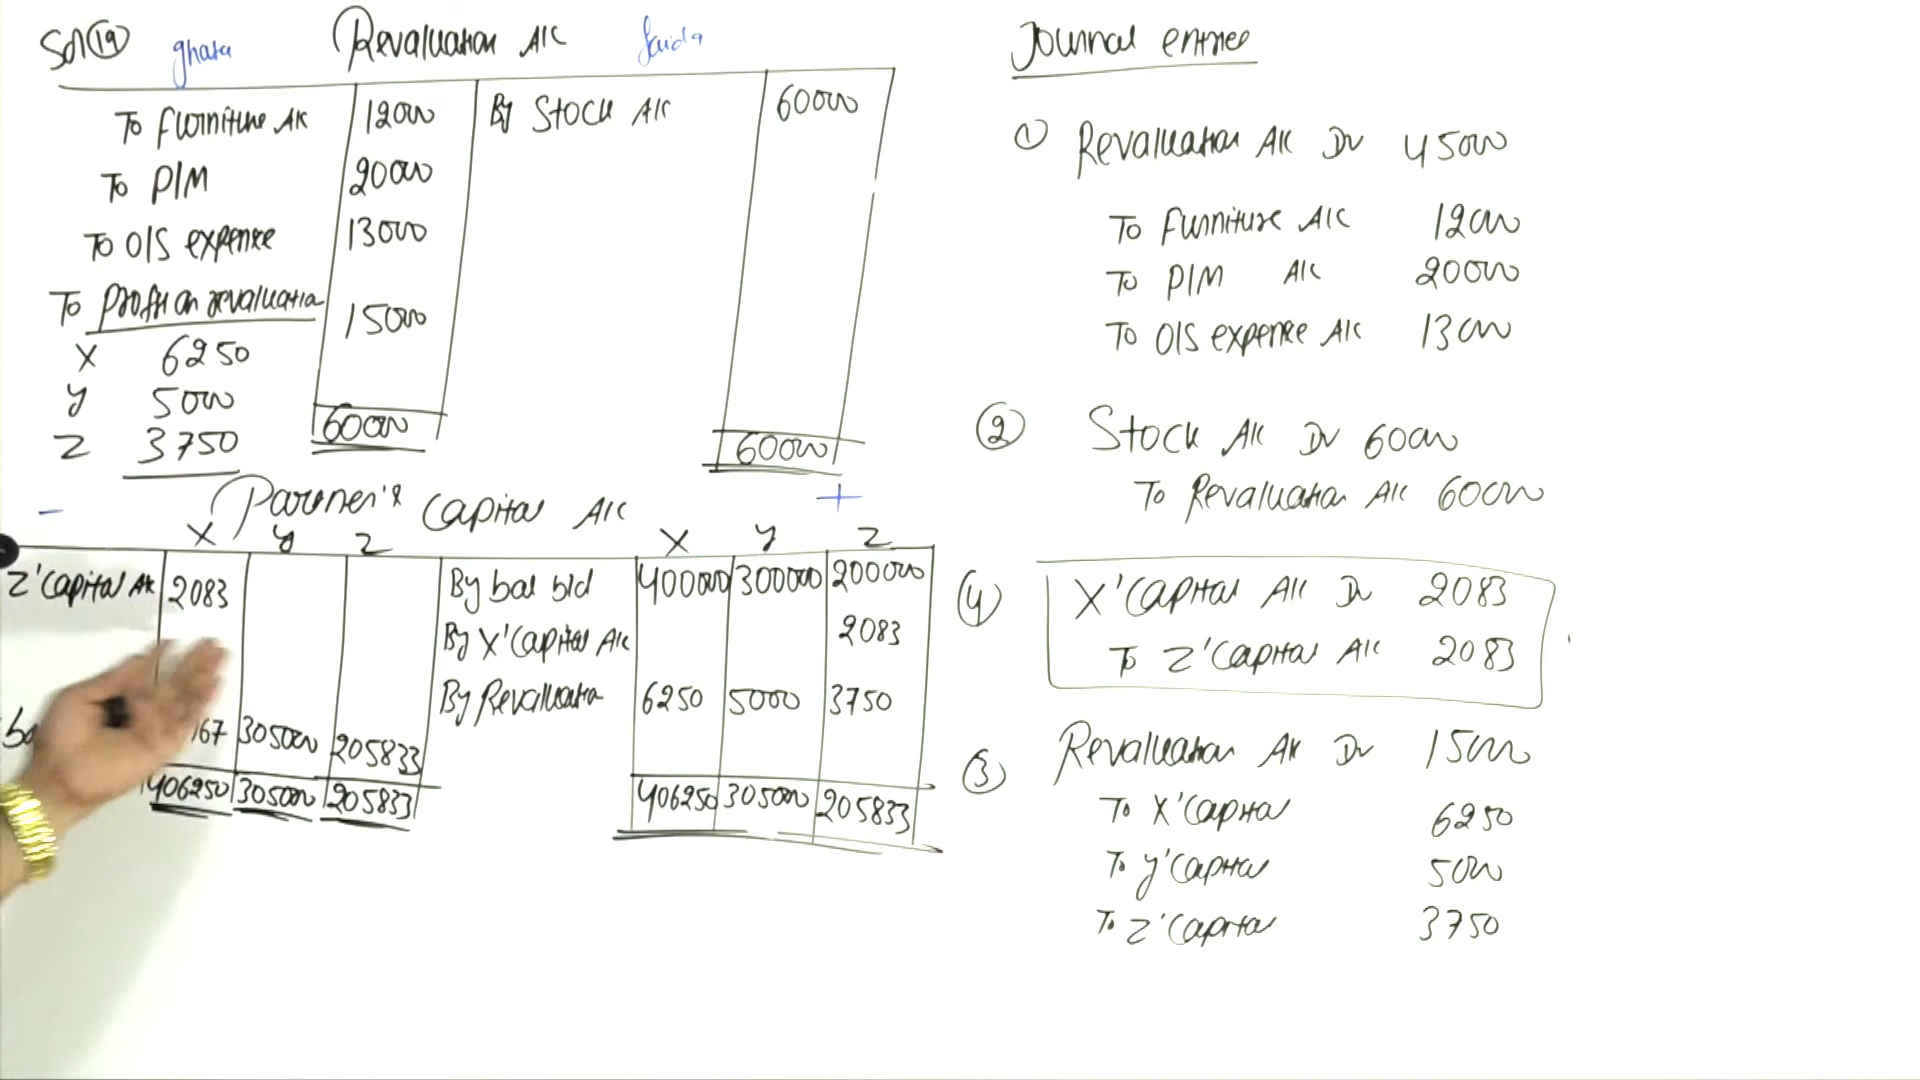 Sol 19 ghata Revaluation A/c faida
To Furniture A/c 12000 By Stock A/c 60000
To P/M 20000
To O/S expense 13000
To Profit on revaluation 15000
X 6250
Y 5000
Z 3750
60000 60000
- Partner's Capital A/c +
X Y Z X Y Z
Z'Capital A/c 2083 By bal b/d 400000 300000 200000
By X'Capital A/c 2083
By Revaluation 6250 5000 3750
167 305000 205833
406250 305000 205833 406250 305000 205833
Journal entries
1) Revaluation A/c Dr 45000
To Furniture A/c 12000
To P/M A/c 20000
To O/S expense A/c 13000
2 Stock A/c Dr 60000
To Revaluation A/c 60000
4 X'Capital A/c Dr 2083
To Z'Capital A/c 2083
3 Revaluation A/c Dr 15000
To X'Capital 6250
To Y'Capital 5000
To Z'Capital 3750